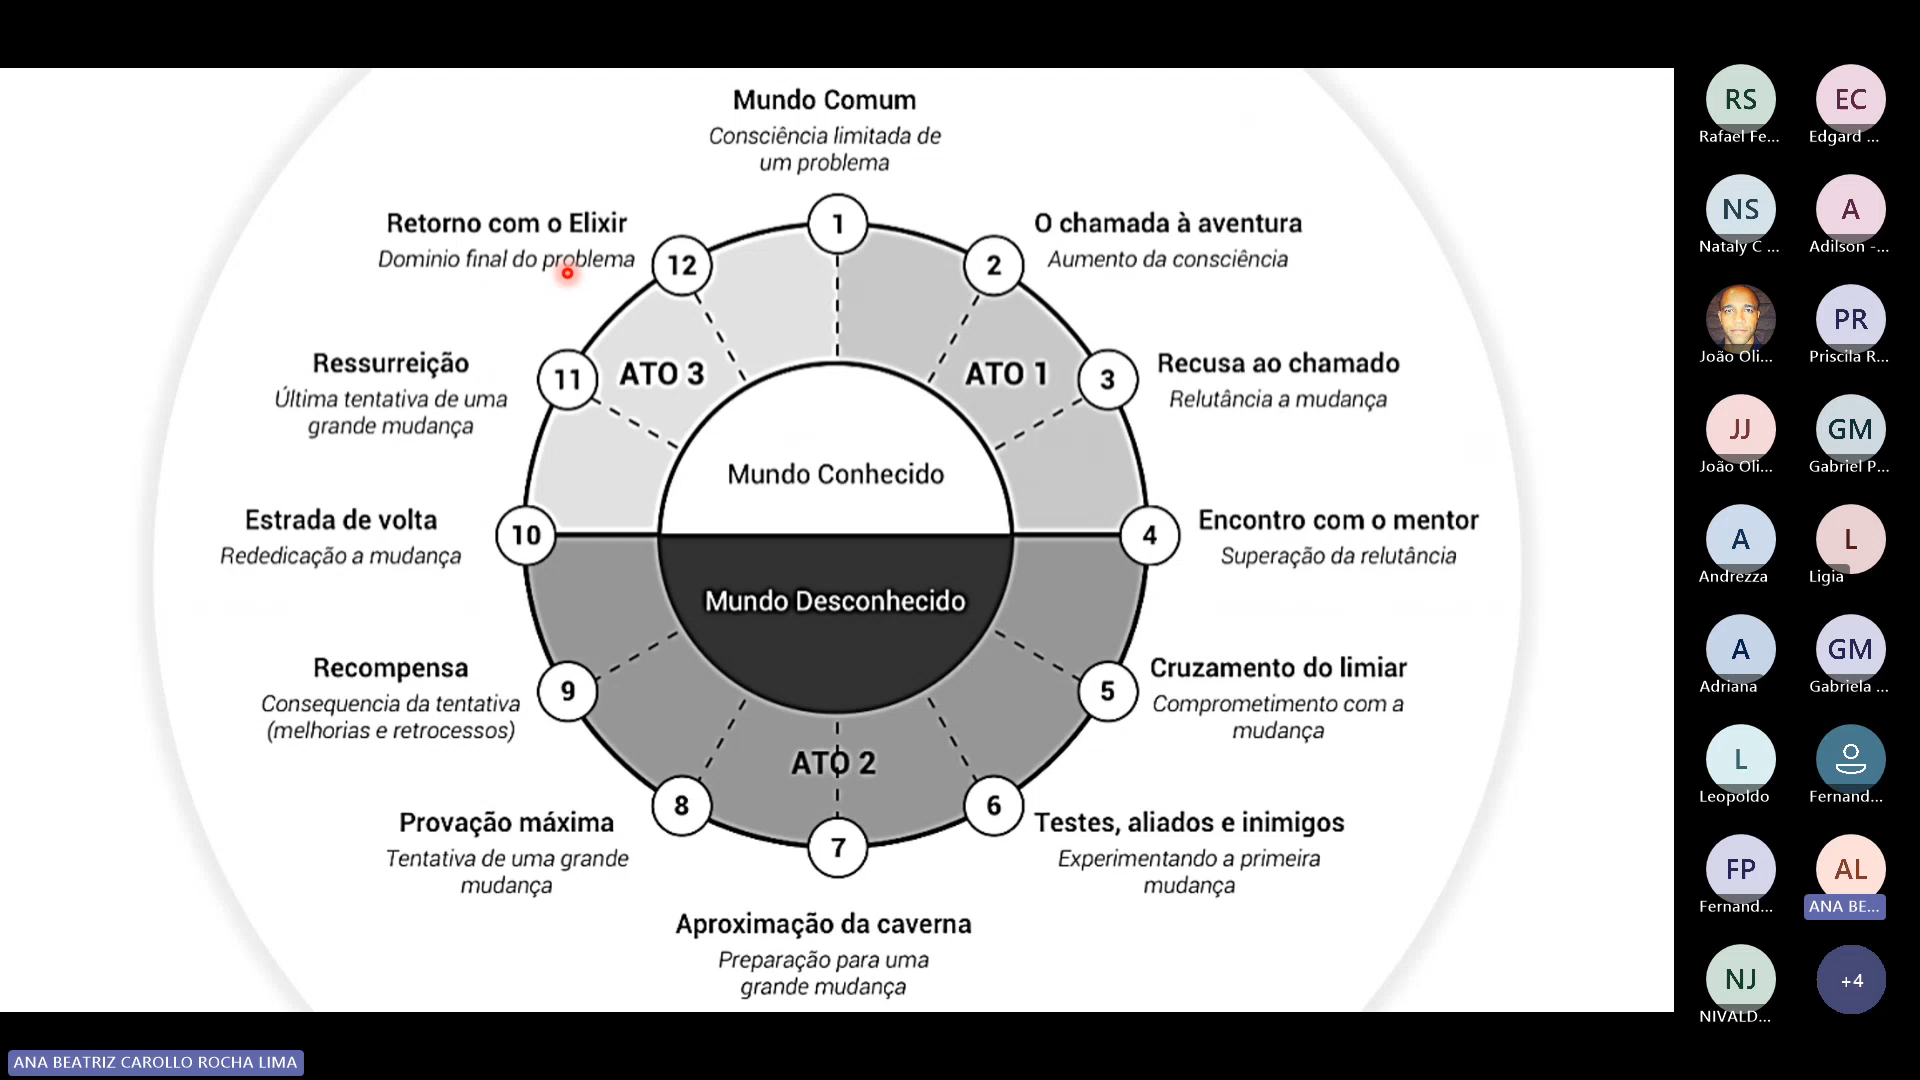 Mundo Comum
Consciência limitada de
um problema
1
O chamada à aventura
Aumento da consciência
2
Recusa ao chamado
Relutância a mudança
3
Encontro com o mentor
Superação da relutância
4
Cruzamento do limiar
Comprometimento com a
mudança
5
Testes, aliados e inimigos
Experimentando a primeira
mudança
6
Aproximação da caverna
Preparação para uma
grande mudança
7
Provação máxima
Tentativa de uma grande
mudança
8
Recompensa
Consequencia da tentativa
(melhorias e retrocessos)
9
Estrada de volta
Rededicação a mudança
10
Ressurreição
Última tentativa de uma
grande mudança
11
Retorno com o Elixir
Dominio final do problema
12
ATO 1
ATO 2
ATO 3
Mundo Conhecido
Mundo Desconhecido
RS
Rafael Fe...
EC
Edgard ...
NS
Nataly C ...
A
Adilson -...
João Oli...
PR
Priscila R...
JJ
João Oli...
GM
Gabriel P...
A
Andrezza
L
Ligia
A
Adriana
GM
Gabriela ...
L
Leopoldo
Fernand...
FP
Fernand...
AL
ANA BE...
NJ
NIVALD...
+4
ANA BEATRIZ CAROLLO ROCHA LIMA